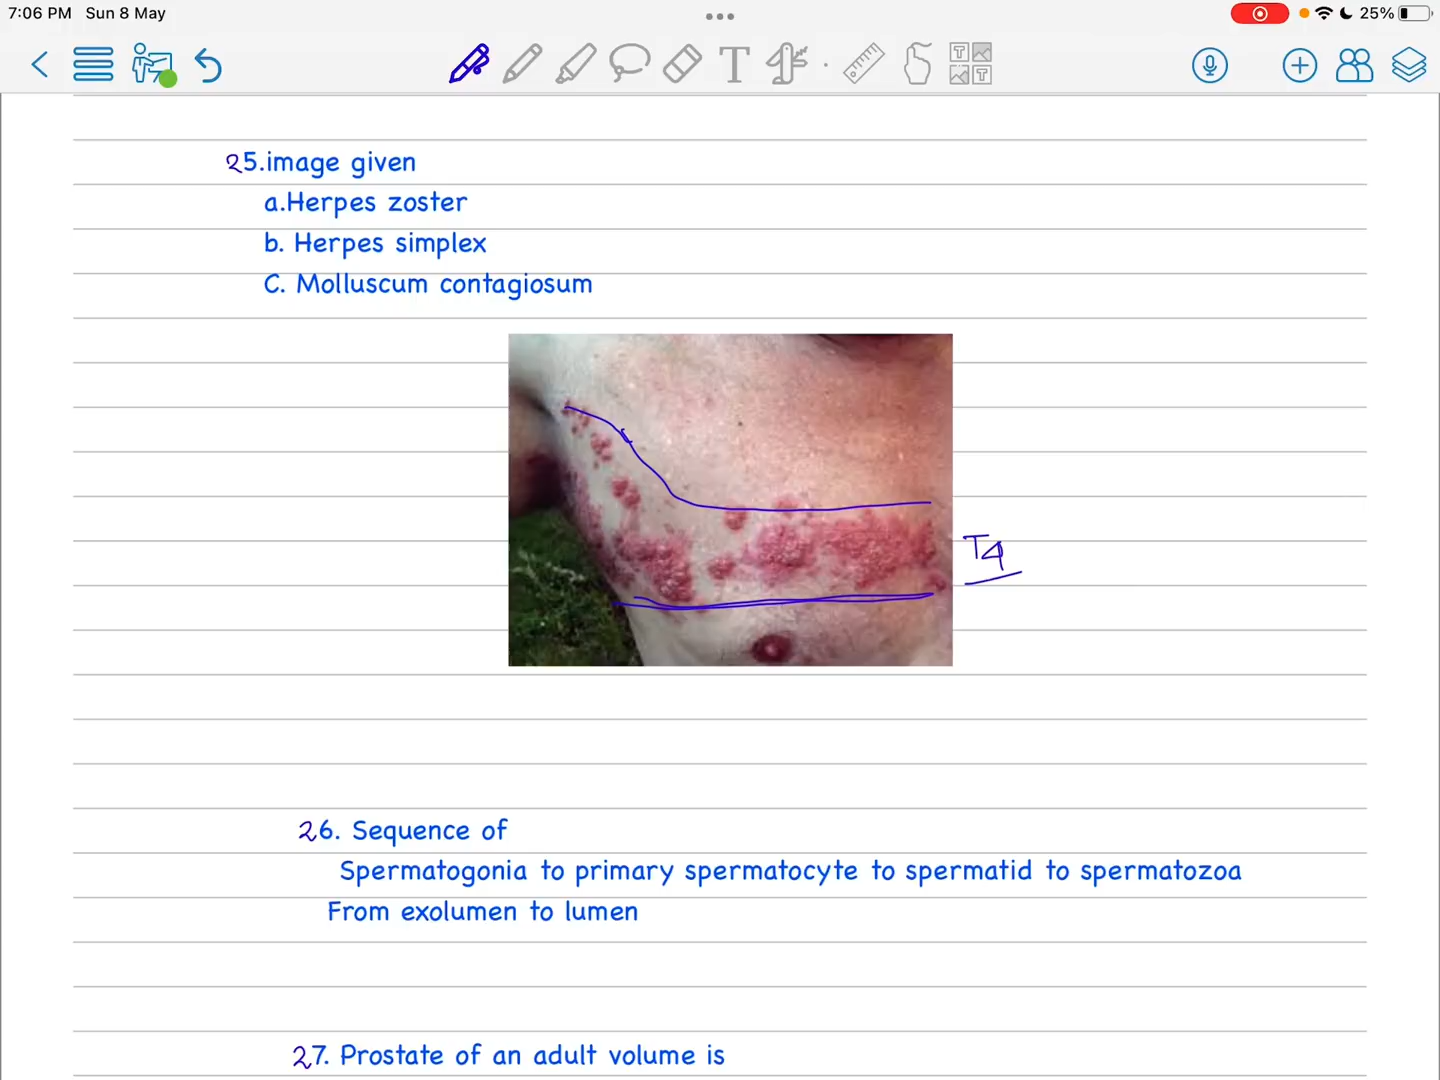 7:06 PM Sun 8 May
25%
T
25.image given
a.Herpes zoster
b. Herpes simplex
C. Molluscum contagiosum
T4
26. Sequence of
Spermatogonia to primary spermatocyte to spermatid to spermatozoa
From exolumen to lumen
27. Prostate of an adult volume is